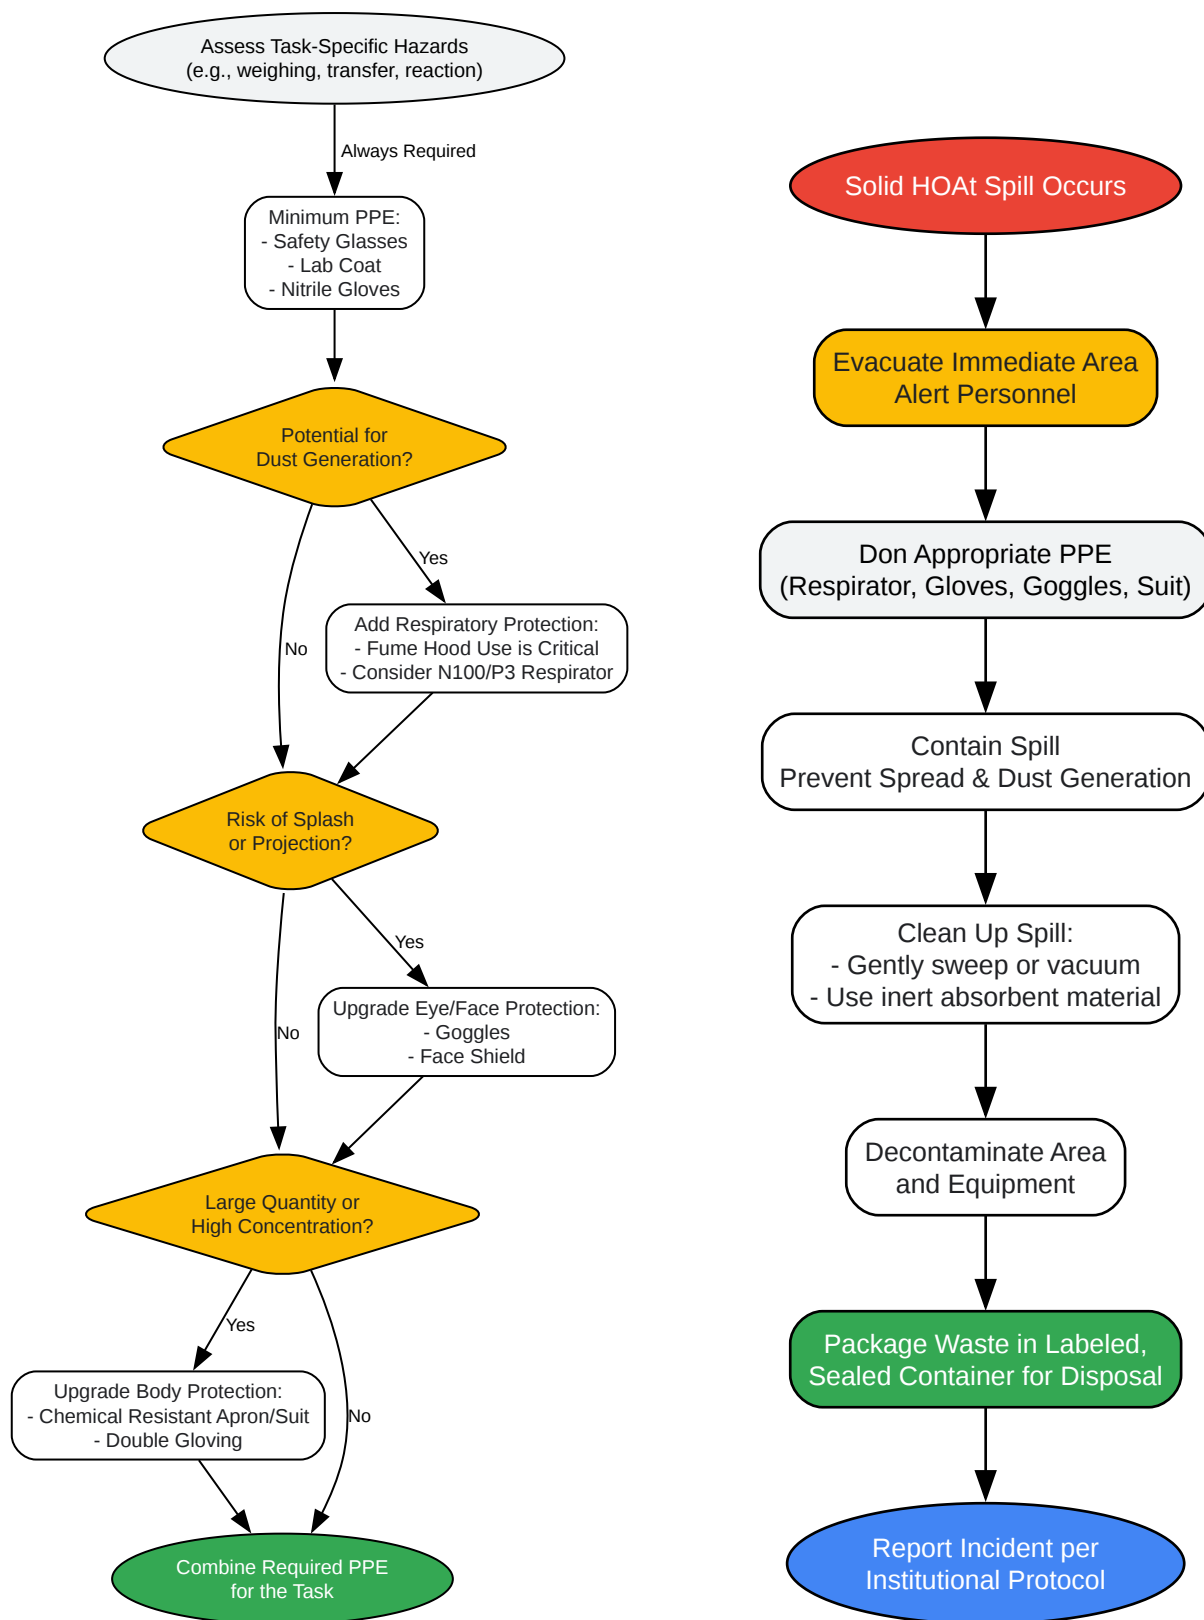 Assess Task-Specific Hazards
(e.g., weighing, transfer, reaction)
Always Required
Minimum PPE:
- Safety Glasses
- Lab Coat
- Nitrile Gloves
Potential for
Dust Generation?
Yes
No
Add Respiratory Protection:
- Fume Hood Use is Critical
- Consider N100/P3 Respirator
Risk of Splash
or Projection?
Yes
No
Upgrade Eye/Face Protection:
- Goggles
- Face Shield
Large Quantity or
High Concentration?
Yes
No
Upgrade Body Protection:
- Chemical Resistant Apron/Suit
- Double Gloving
Combine Required PPE
for the Task
Solid HOAt Spill Occurs
Evacuate Immediate Area
Alert Personnel
Don Appropriate PPE
(Respirator, Gloves, Goggles, Suit)
Contain Spill
Prevent Spread & Dust Generation
Clean Up Spill:
- Gently sweep or vacuum
- Use inert absorbent material
Decontaminate Area
and Equipment
Package Waste in Labeled,
Sealed Container for Disposal
Report Incident per
Institutional Protocol